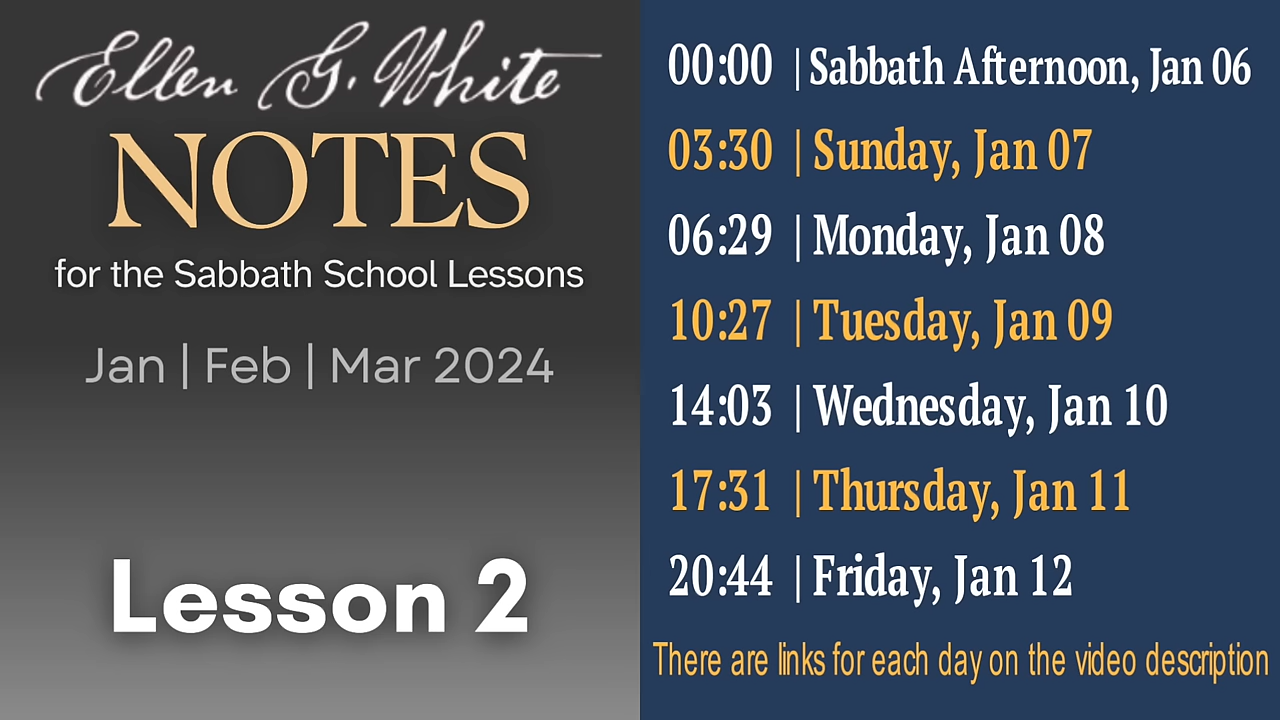 Ellen G. White
NOTES
for the Sabbath School Lessons
Jan | Feb | Mar 2024
Lesson 2
00:00 | Sabbath Afternoon, Jan 06
03:30 | Sunday, Jan 07
06:29 | Monday, Jan 08
10:27 | Tuesday, Jan 09
14:03 | Wednesday, Jan 10
17:31 | Thursday, Jan 11
20:44 | Friday, Jan 12
There are links for each day on the video description